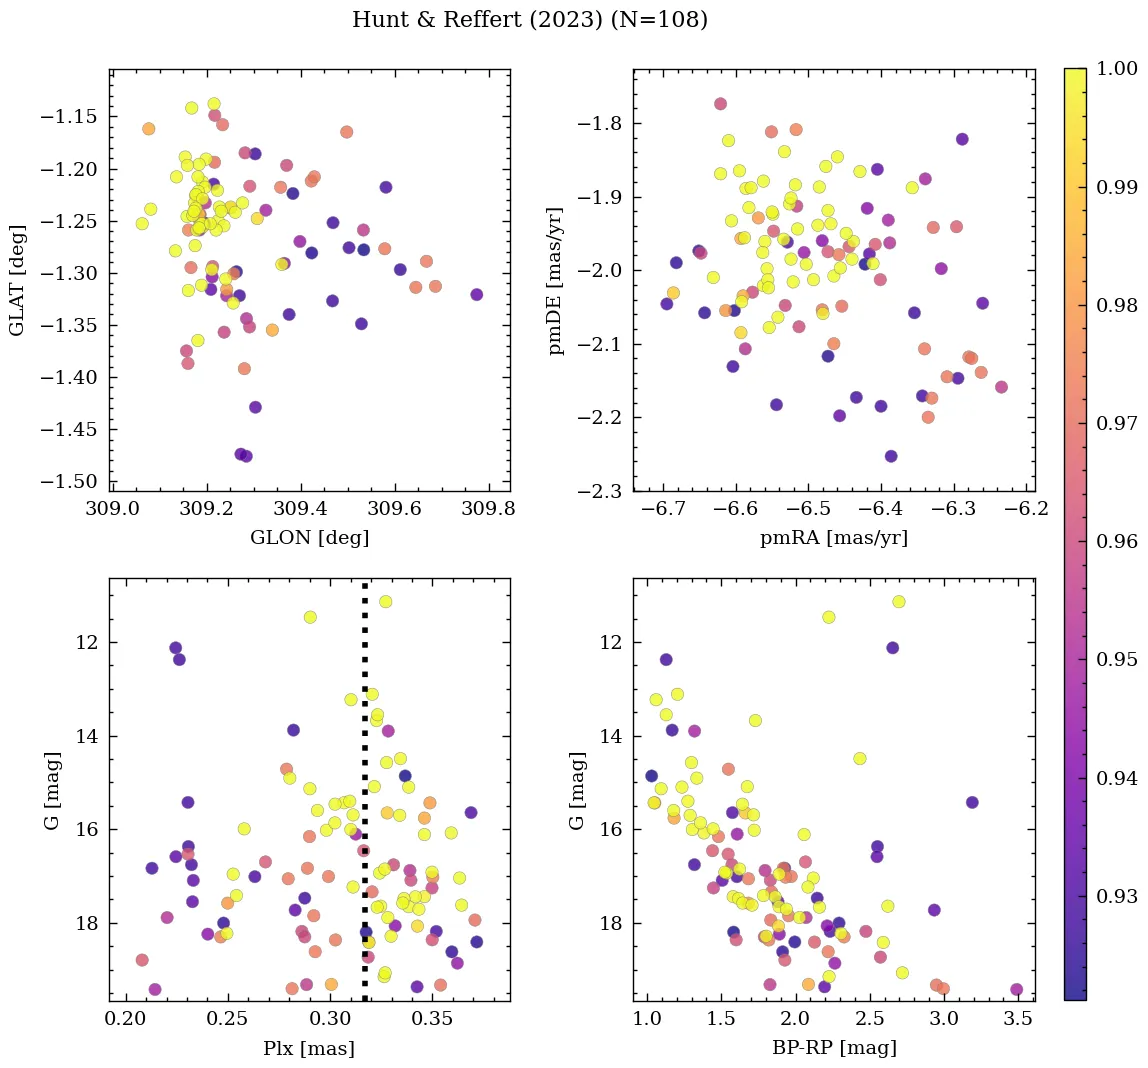 Hunt & Reffert (2023) (N=108)
−1.15
−1.20
−1.25
−1.30
−1.35
−1.40
−1.45
−1.50
GLAT [deg]
309.0 309.2 309.4 309.6 309.8
GLON [deg]
−1.8
−1.9
−2.0
−2.1
−2.2
−2.3
pmDE [mas/yr]
−6.7 −6.6 −6.5 −6.4 −6.3 −6.2
pmRA [mas/yr]
12
14
16
18
G [mag]
0.20 0.25 0.30 0.35
Plx [mas]
12
14
16
18
G [mag]
1.0 1.5 2.0 2.5 3.0 3.5
BP-RP [mag]
1.00
0.99
0.98
0.97
0.96
0.95
0.94
0.93